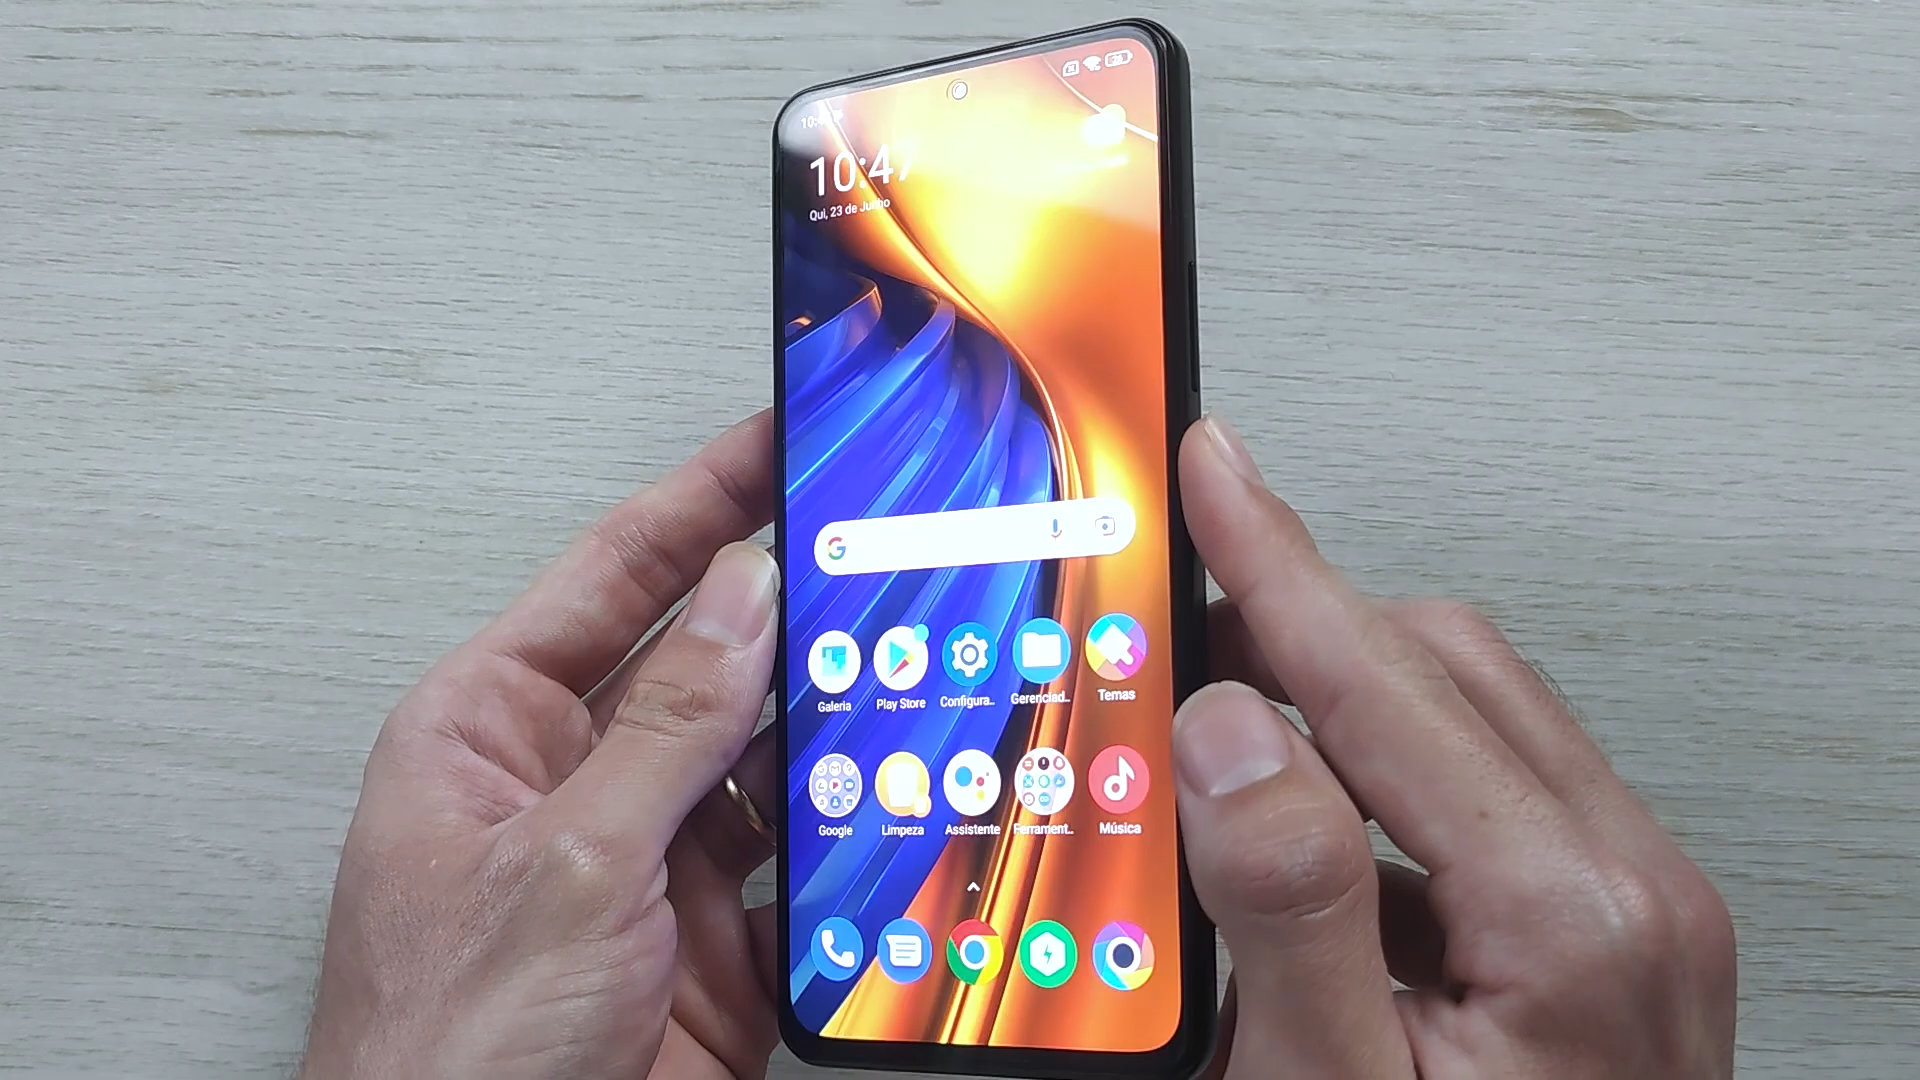 10:47
Qui, 23 de Junho
Galeria
Play Store
Configura..
Gerenciad..
Temas
Google
Limpeza
Assistente
Ferrament..
Música